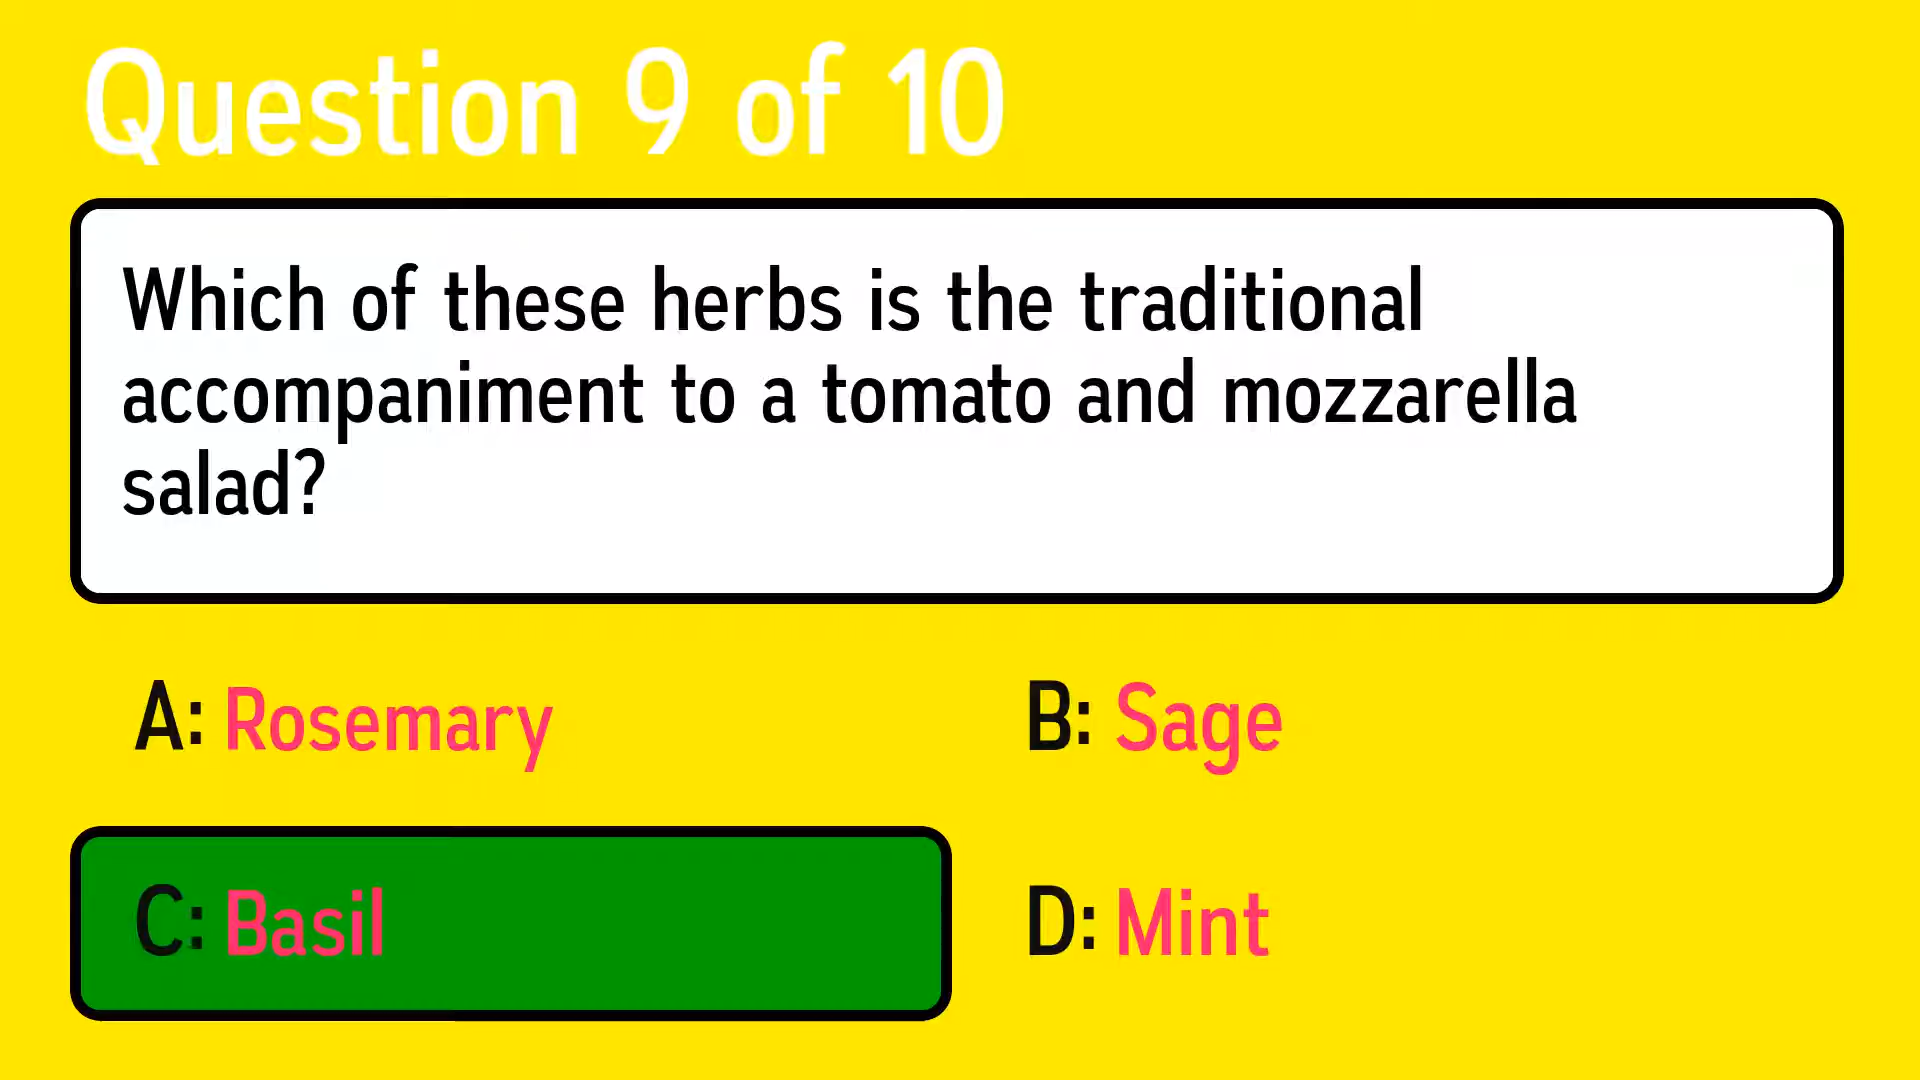 Question 9 of 10
Which of these herbs is the traditional
accompaniment to a tomato and mozzarella
salad?
A: Rosemary
B: Sage
C: Basil
D: Mint